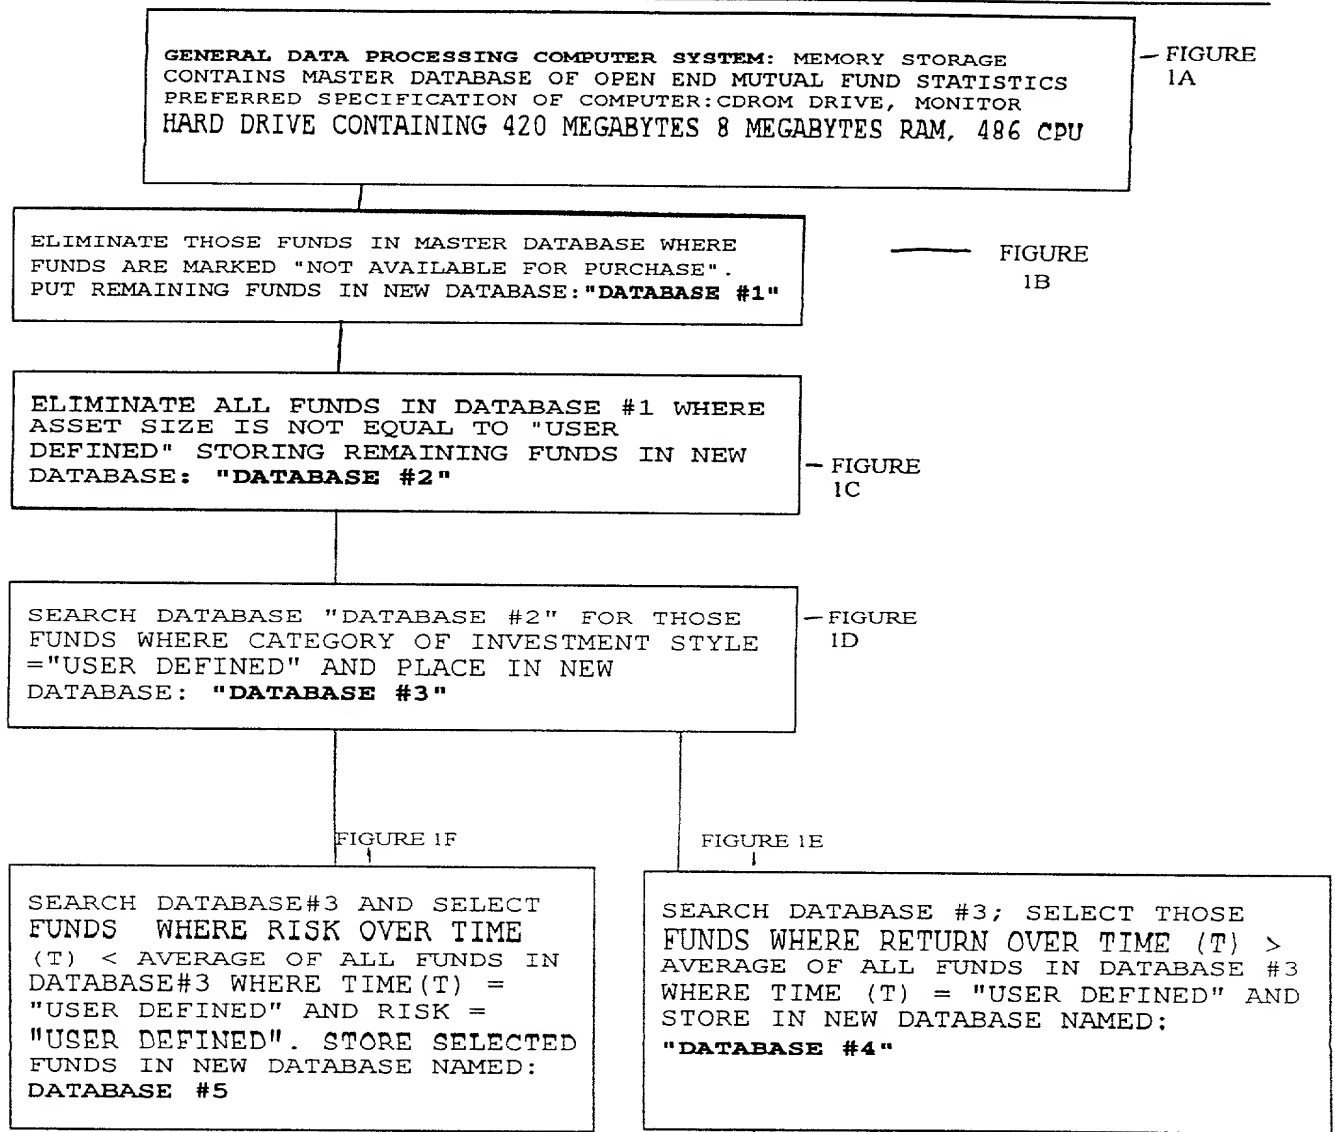 GENERAL DATA PROCESSING COMPUTER SYSTEM: MEMORY STORAGE
CONTAINS MASTER DATABASE OF OPEN END MUTUAL FUND STATISTICS
PREFERRED SPECIFICATION OF COMPUTER:CDROM DRIVE, MONITOR
HARD DRIVE CONTAINING 420 MEGABYTES 8 MEGABYTES RAM, 486 CPU
FIGURE
1A
ELIMINATE THOSE FUNDS IN MASTER DATABASE WHERE
FUNDS ARE MARKED "NOT AVAILABLE FOR PURCHASE".
PUT REMAINING FUNDS IN NEW DATABASE:"DATABASE #1"
FIGURE
1B
ELIMINATE ALL FUNDS IN DATABASE #1 WHERE
ASSET SIZE IS NOT EQUAL TO "USER
DEFINED" STORING REMAINING FUNDS IN NEW
DATABASE: "DATABASE #2"
FIGURE
1C
SEARCH DATABASE "DATABASE #2" FOR THOSE
FUNDS WHERE CATEGORY OF INVESTMENT STYLE
="USER DEFINED" AND PLACE IN NEW
DATABASE: "DATABASE #3"
FIGURE
1D
FIGURE 1F
SEARCH DATABASE#3 AND SELECT
FUNDS WHERE RISK OVER TIME
(T) < AVERAGE OF ALL FUNDS IN
DATABASE#3 WHERE TIME(T) =
"USER DEFINED" AND RISK =
"USER DEFINED". STORE SELECTED
FUNDS IN NEW DATABASE NAMED:
DATABASE #5
FIGURE 1E
SEARCH DATABASE #3; SELECT THOSE
FUNDS WHERE RETURN OVER TIME (T) >
AVERAGE OF ALL FUNDS IN DATABASE #3
WHERE TIME (T) = "USER DEFINED" AND
STORE IN NEW DATABASE NAMED:
"DATABASE #4"